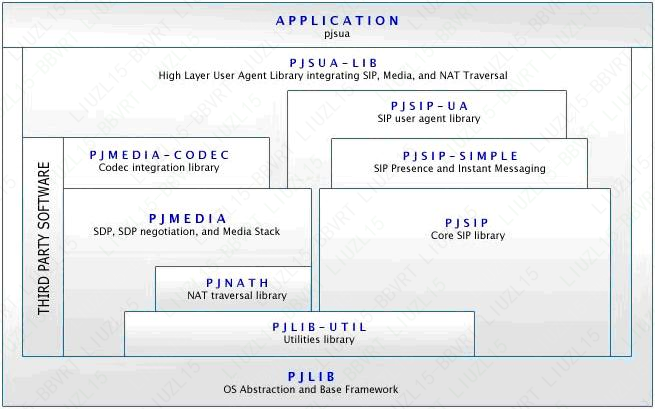 APPLICATION
pjsua
PJSUA-LIB
High Layer User Agent Library integrating SIP, Media, and NAT Traversal
PJSIP-UA
SIP user agent library
PJMEDIA-CODEC
Codec integration library
PJSIP-SIMPLE
SIP Presence and Instant Messaging
THIRD PARTY SOFTWARE
PJMEDIA
SDP, SDP negotiation, and Media Stack
PJSIP
Core SIP library
PJNATH
NAT traversal library
PJLIB-UTIL
Utilities library
PJLIB
OS Abstraction and Base Framework